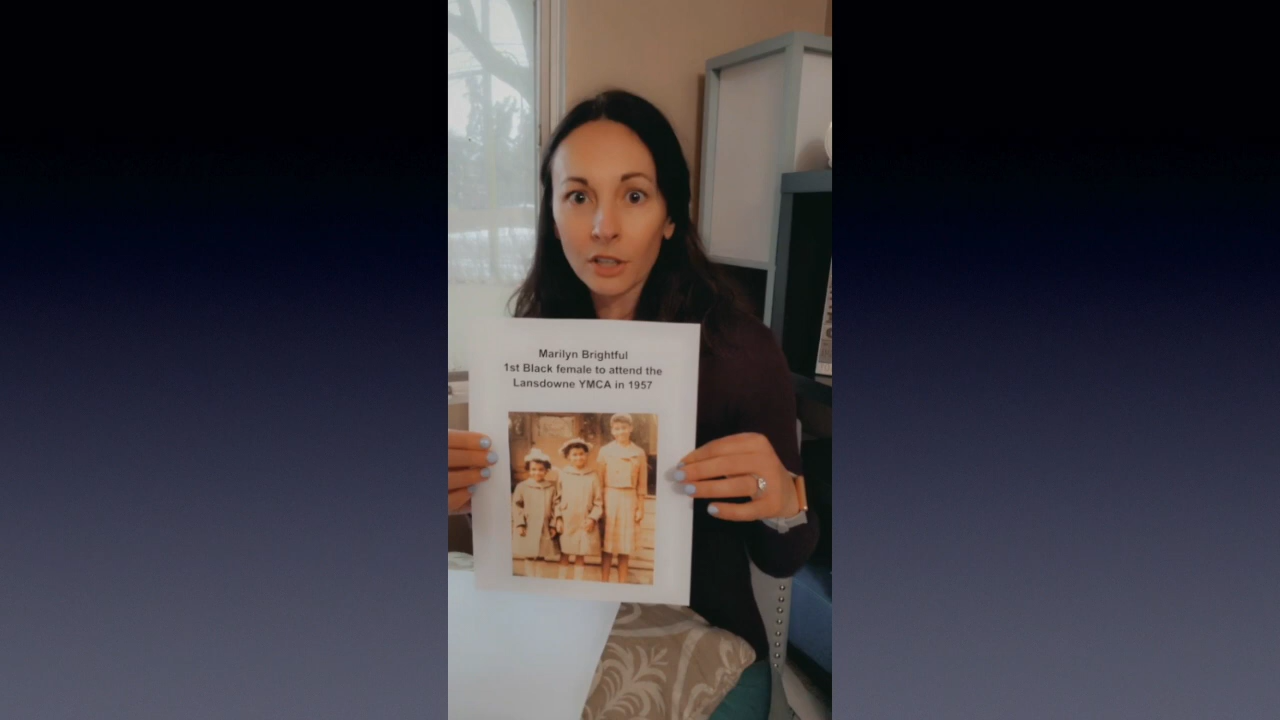 Marilyn Brightful
1st Black female to attend the
Lansdowne YMCA in 1957